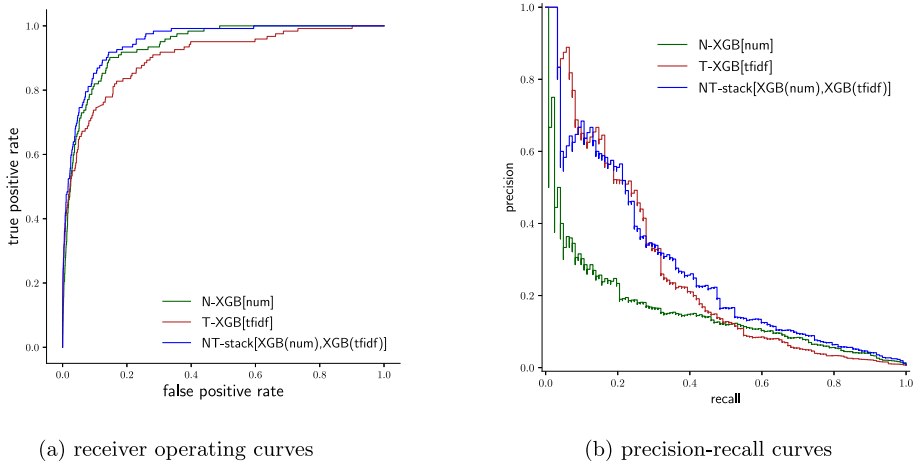 1.0
0.8
0.6
0.4
0.2
0.0
true positive rate
0.0 0.2 0.4 0.6 0.8 1.0
false positive rate
N-XGB[num]
T-XGB[tfidf]
NT-stack[XGB(num),XGB(tfidf)]
(a) receiver operating curves
1.0
0.8
0.6
0.4
0.2
0.0
precision
0.0 0.2 0.4 0.6 0.8 1.0
recall
N-XGB[num]
T-XGB[tfidf]
NT-stack[XGB(num),XGB(tfidf)]
(b) precision-recall curves